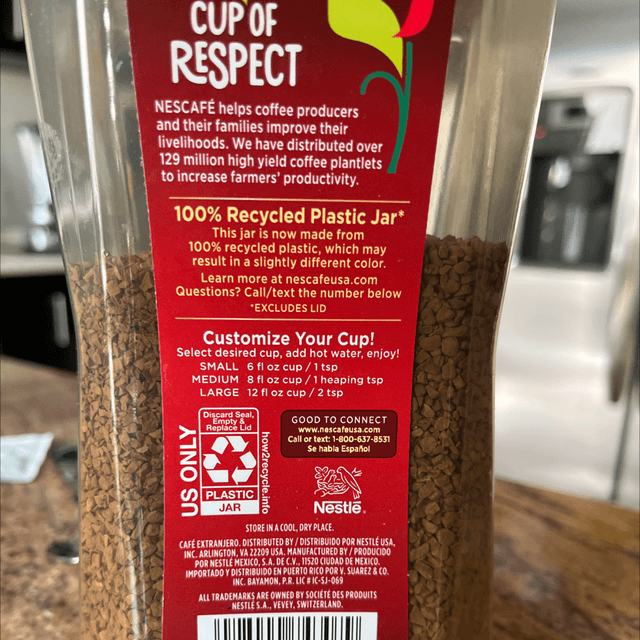 CUP OF
RESPECT
NESCAFÉ helps coffee producers
and their families improve their
livelihoods. We have distributed over
129 million high yield coffee plantlets
to increase farmers' productivity.
100% Recycled Plastic Jar*
This jar is now made from
100% recycled plastic, which may
result in a slightly different color.
Learn more at nescafeusa.com
Questions? Call/text the number below
*EXCLUDES LID
Customize Your Cup!
Select desired cup, add hot water, enjoy!
SMALL 6 fl oz cup / 1 tsp
MEDIUM 8 fl oz cup / 1 heaping tsp
LARGE 12 fl oz cup / 2 tsp
US ONLY
Discard Seal,
Empty &
Replace Lid
PLASTIC
JAR
how2recycle.info
GOOD TO CONNECT
www.nescafeusa.com
Call or text: 1-800-637-8531
Se habla Español
Nestlé
STORE IN A COOL, DRY PLACE.
CAFÉ EXTRANJERO. DISTRIBUTED BY / DISTRIBUIDO POR NESTLÉ USA,
INC. ARLINGTON, VA 22209 USA. MANUFACTURED BY / PRODUCIDO
POR NESTLÉ MEXICO, S.A. DE C.V., 11520 CIUDAD DE MEXICO.
IMPORTADO Y DISTRIBUIDO EN PUERTO RICO POR V. SUAREZ & CO.
INC. BAYAMON, P.R. LIC # IC-SJ-069
ALL TRADEMARKS ARE OWNED BY SOCIÉTÉ DES PRODUITS
NESTLÉ S.A., VEVEY, SWITZERLAND.